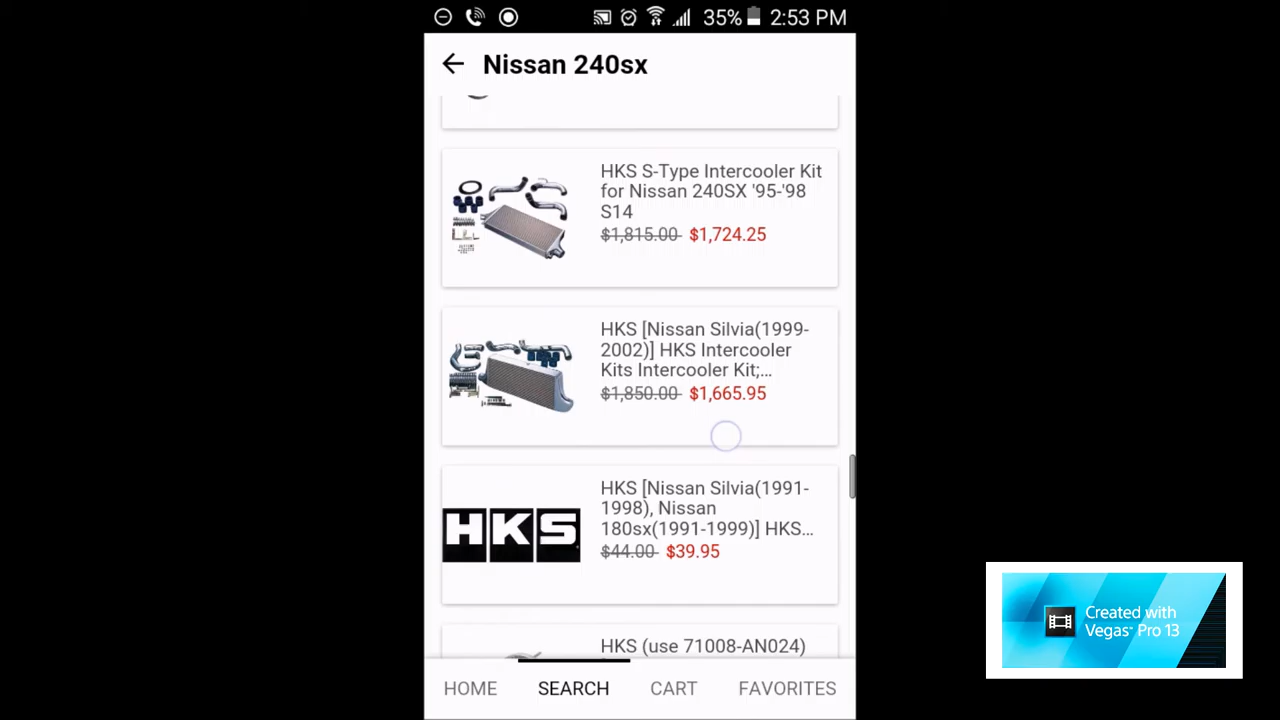 35% 2:53 PM
Nissan 240sx
HKS S-Type Intercooler Kit
for Nissan 240SX '95-'98
S14
$1,815.00 $1,724.25
HKS [Nissan Silvia(1999-
2002)] HKS Intercooler
Kits Intercooler Kit;...
$1,850.00 $1,665.95
HKS
HKS [Nissan Silvia(1991-
1998), Nissan
180sx(1991-1999)] HKS...
$44.00 $39.95
HKS (use 71008-AN024)
HOME SEARCH CART FAVORITES
Created with
Vegas™ Pro 13